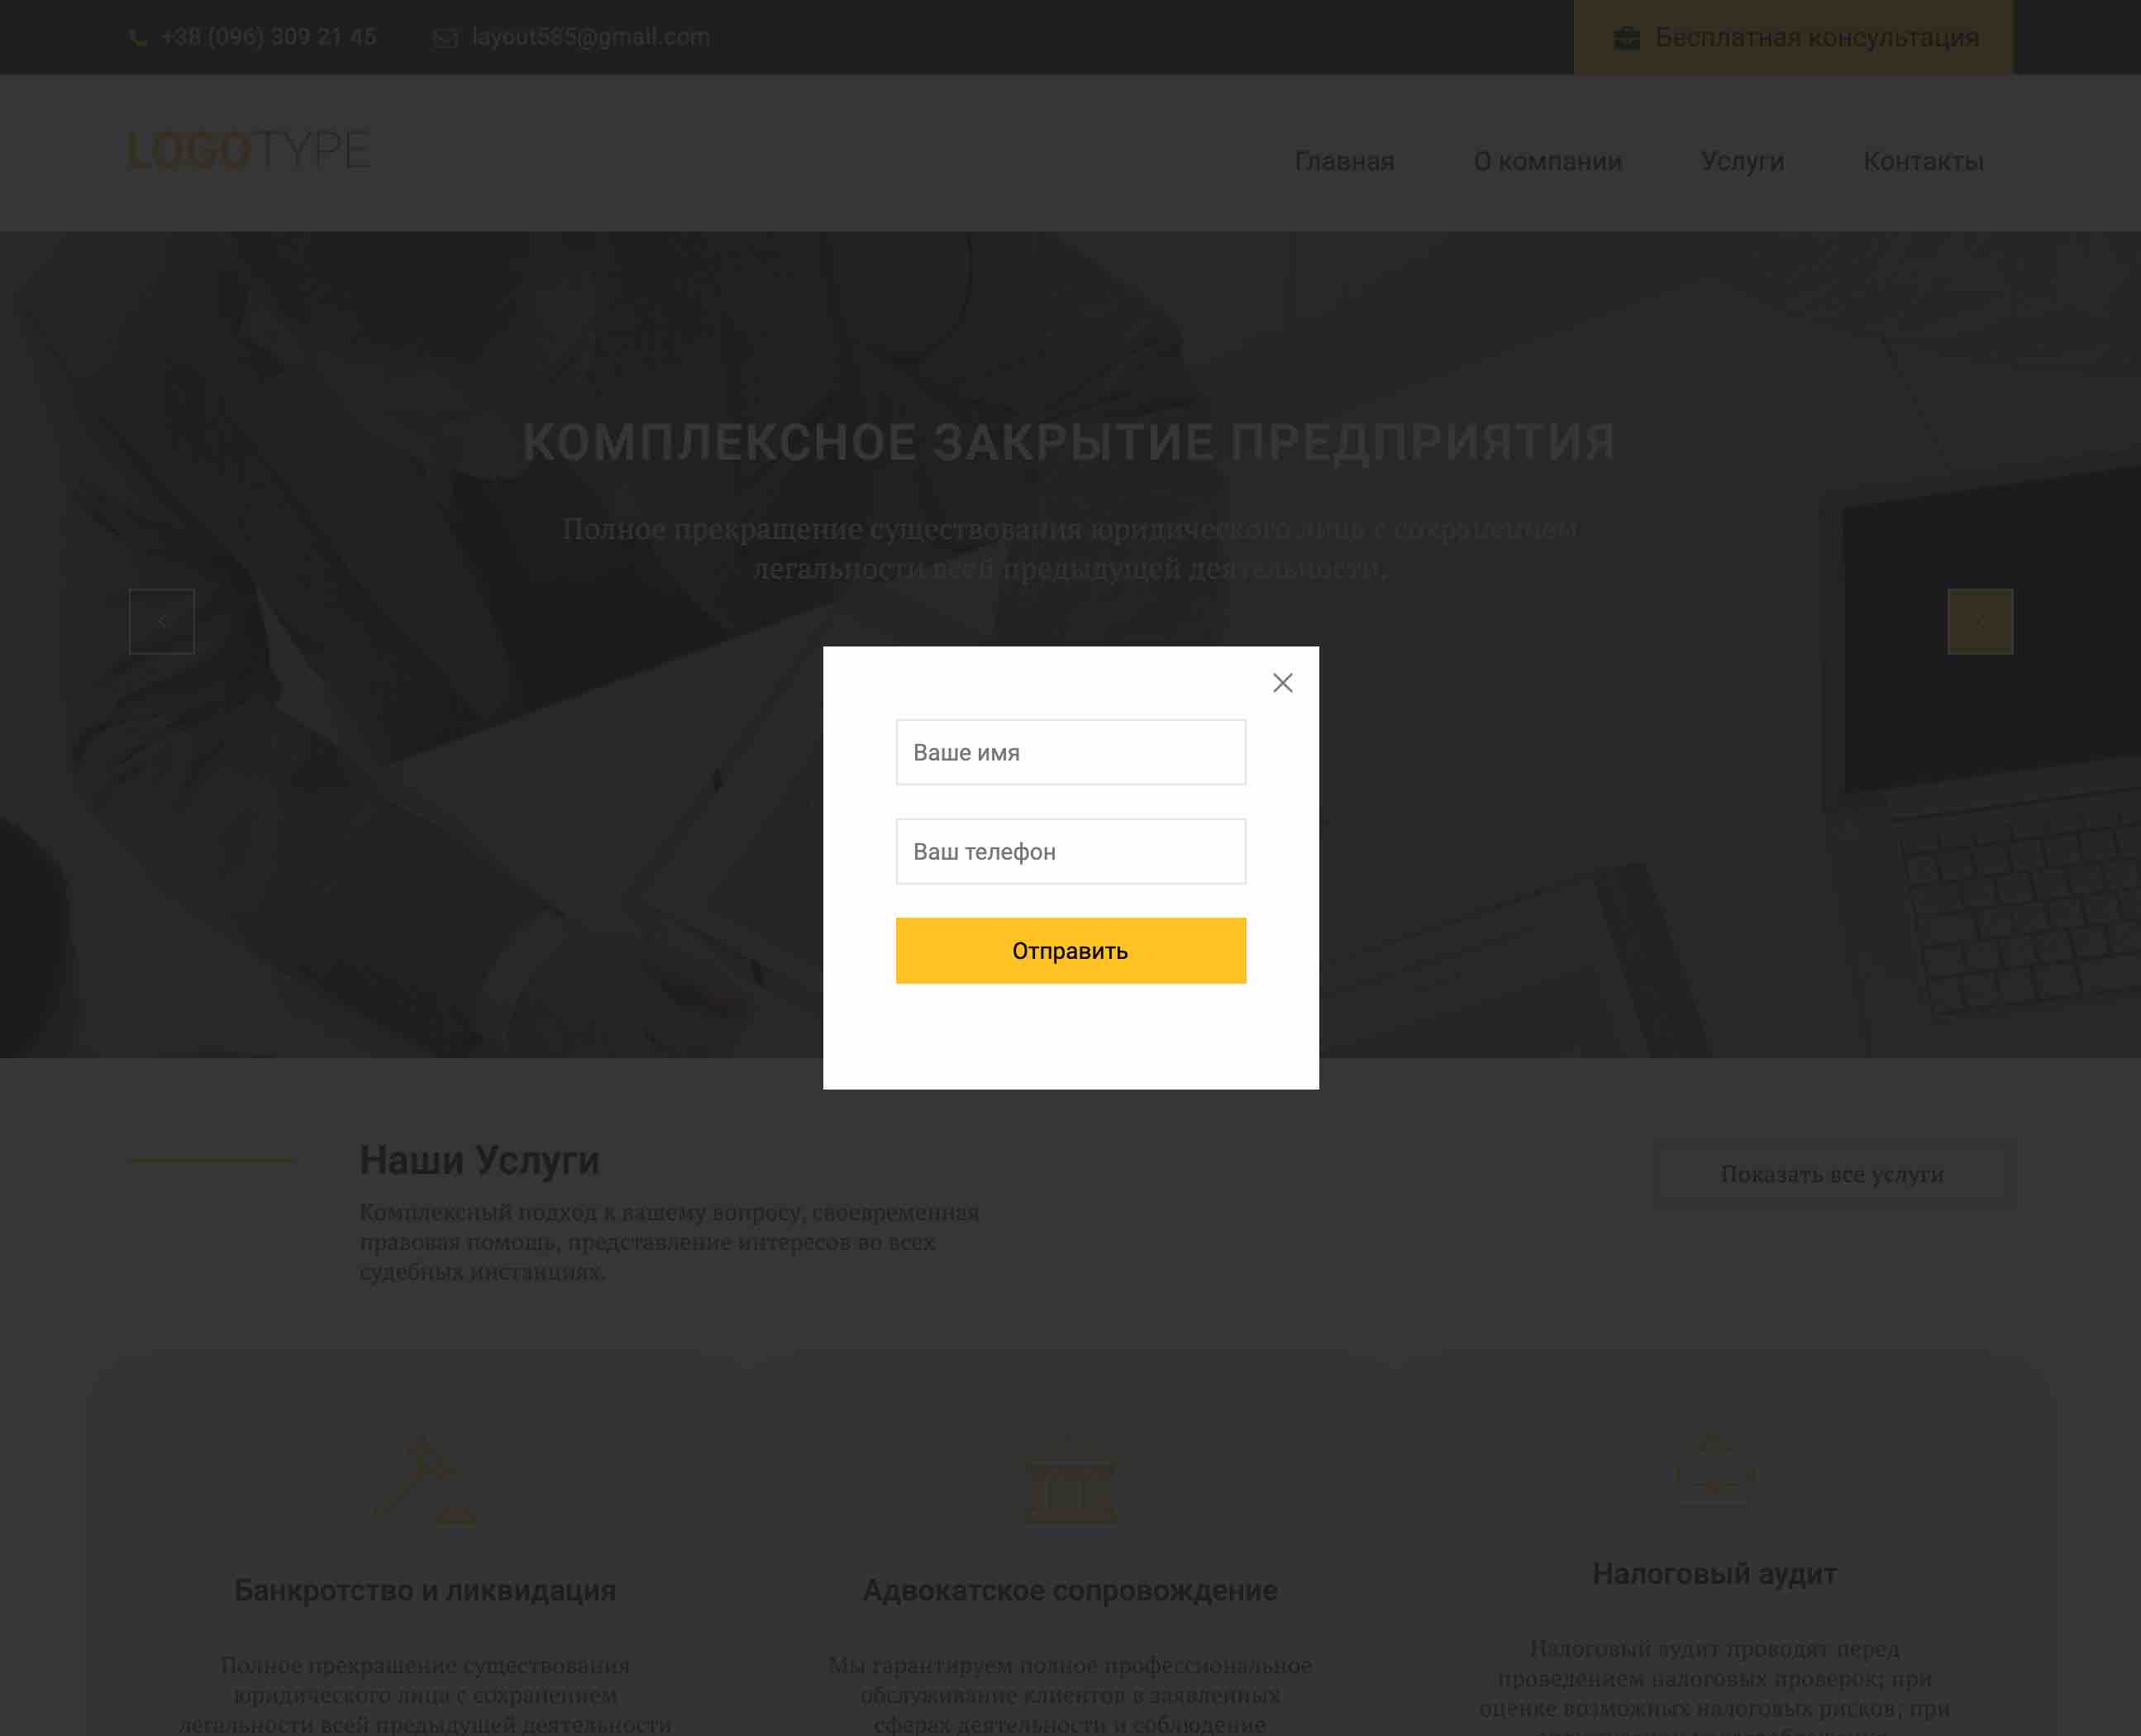 +38 (096) 309 21 45
layout585@gmail.com
Бесплатная консультация
LOGOTYPE
Главная
О компании
Услуги
Контакты
КОМПЛЕКСНОЕ ЗАКРЫТИЕ ПРЕДПРИЯТИЯ
Полное прекращение существования юридического лица с сохранением
легальности всей предыдущей деятельности.
Ваше имя
Ваш телефон
Отправить
Наши Услуги
Комплексный подход к вашему вопросу, своевременная
правовая помощь, представление интересов во всех
судебных инстанциях.
Показать все услуги
Банкротство и ликвидация
Полное прекращение существования
юридического лица с сохранением
легальности всей предыдущей деятельности
Адвокатское сопровождение
Мы гарантируем полное профессиональное
обслуживание клиентов в заявленных
сферах деятельности и соблюдение
Налоговый аудит
Налоговый аудит проводят перед
проведением налоговых проверок; при
оценке возможных налоговых рисков; при